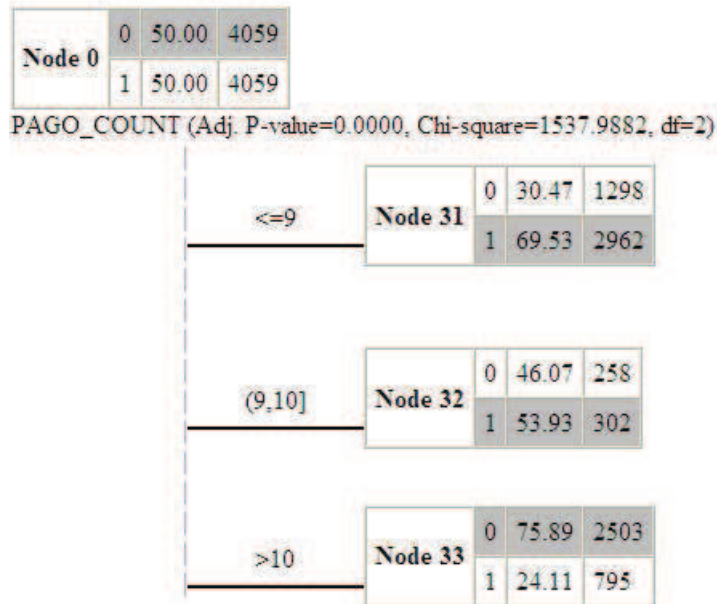 Node 0 0 50.00 4059
1 50.00 4059
PAGO_COUNT (Adj. P-value=0.0000, Chi-square=1537.9882, df=2)
<=9 Node 31 0 30.47 1298
1 69.53 2962
(9,10] Node 32 0 46.07 258
1 53.93 302
>10 Node 33 0 75.89 2503
1 24.11 795